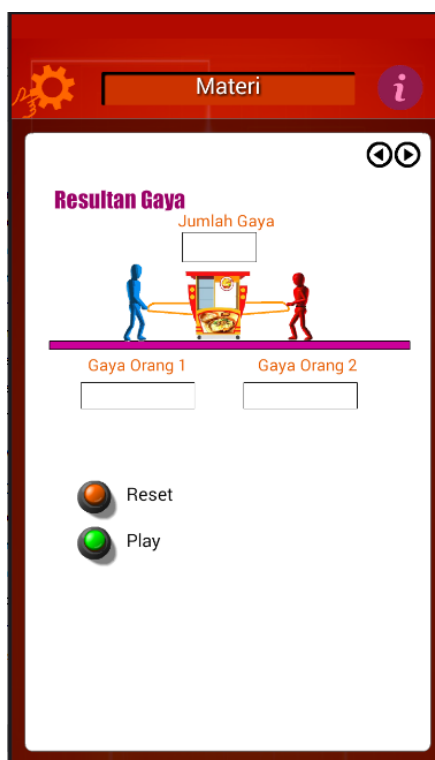 Materi
i
Resultan Gaya
Jumlah Gaya
Gaya Orang 1
Gaya Orang 2
Reset
Play